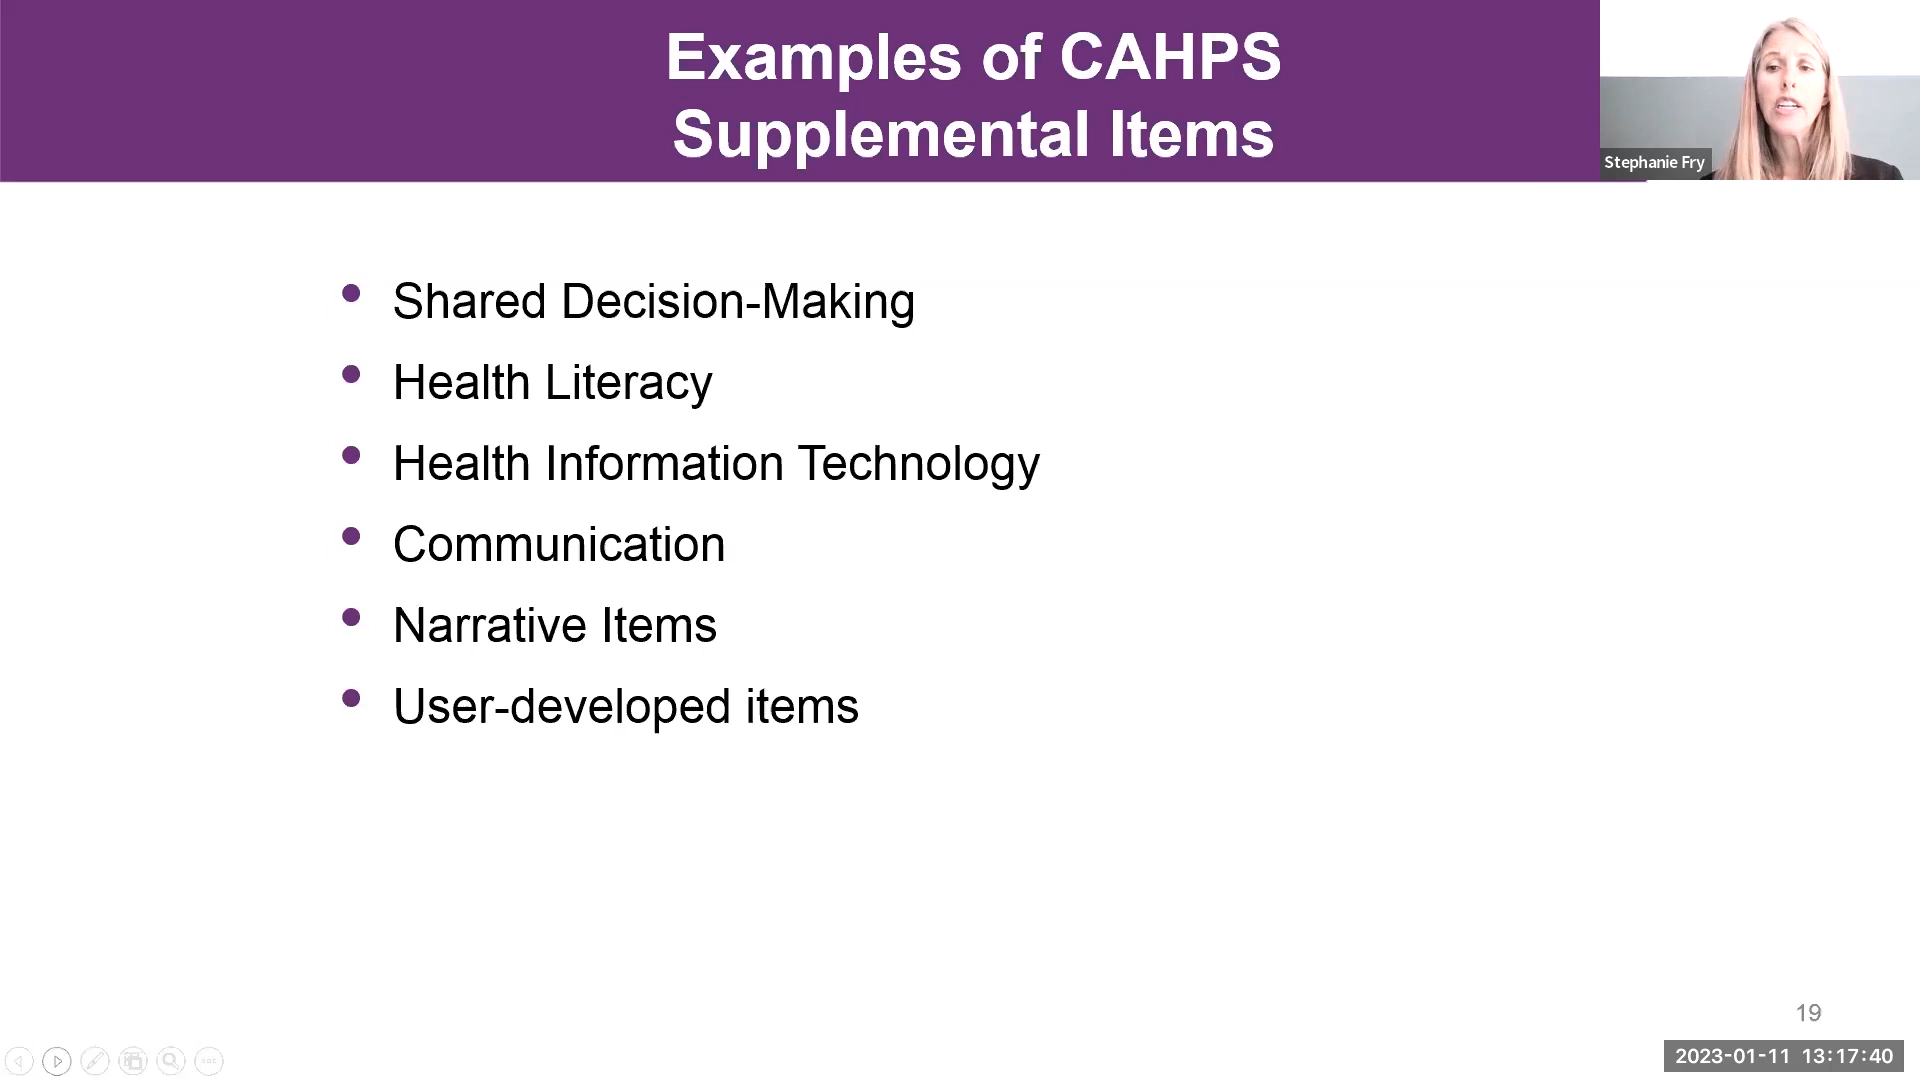 Examples of CAHPS
Supplemental Items
Stephanie Fry
• Shared Decision-Making
• Health Literacy
• Health Information Technology
• Communication
• Narrative Items
• User-developed items
19
2023-01-11 13:17:40